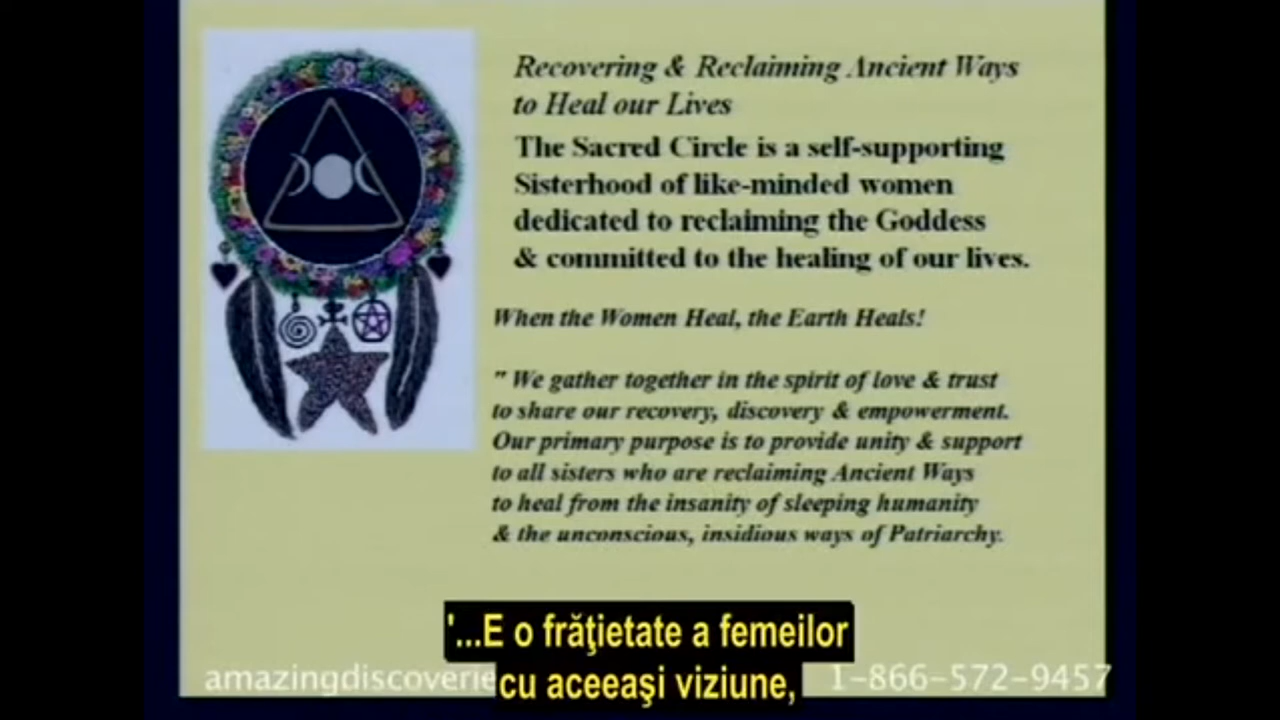 Recovering & Reclaiming Ancient Ways
to Heal our Lives
The Sacred Circle is a self-supporting
Sisterhood of like-minded women
dedicated to reclaiming the Goddess
& committed to the healing of our lives.
When the Women Heal, the Earth Heals!
" We gather together in the spirit of love & trust
to share our recovery, discovery & empowerment.
Our primary purpose is to provide unity & support
to all sisters who are reclaiming Ancient Ways
to heal from the insanity of sleeping humanity
& the unconscious, insidious ways of Patriarchy.
'...E o frăţietate a femeilor
cu aceeaşi viziune,
amazingdiscoverie 1-866-572-9457